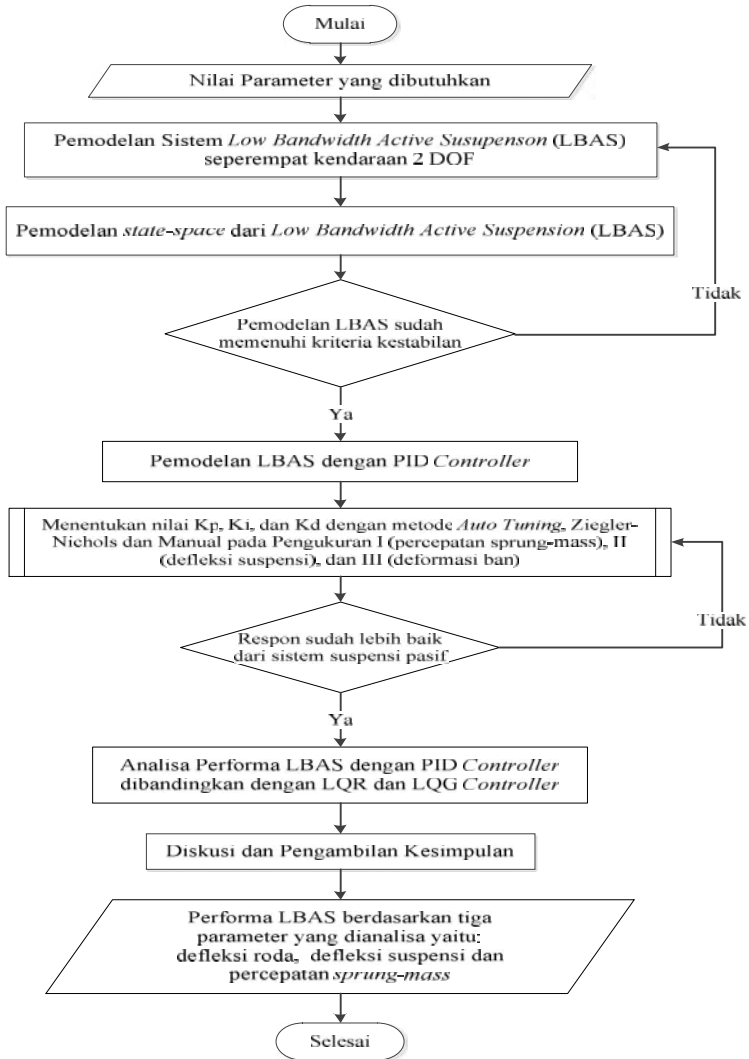 Mulai
Nilai Parameter yang dibutuhkan
Pemodelan Sistem Low Bandwidth Active Susupenson (LBAS)
seperempat kendaraan 2 DOF
Pemodelan state-space dari Low Bandwidth Active Suspension (LBAS)
Tidak
Pemodelan LBAS sudah
memenuhi kriteria kestabilan
Ya
Pemodelan LBAS dengan PID Controller
Menentukan nilai Kp, Ki, dan Kd dengan metode Auto Tuning, Ziegler-
Nichols dan Manual pada Pengukuran I (percepatan sprung-mass), II
(defleksi suspensi), dan III (deformasi ban)
Tidak
Respon sudah lebih baik
dari sistem suspensi pasif
Ya
Analisa Performa LBAS dengan PID Controller
dibandingkan dengan LQR dan LQG Controller
Diskusi dan Pengambilan Kesimpulan
Performa LBAS berdasarkan tiga
parameter yang dianalisa yaitu:
defleksi roda, defleksi suspensi dan
percepatan sprung-mass
Selesai